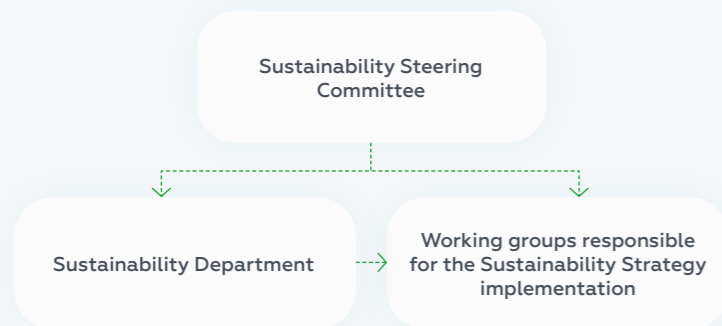 Sustainability Steering
Committee
Sustainability Department
Working groups responsible
for the Sustainability Strategy
implementation